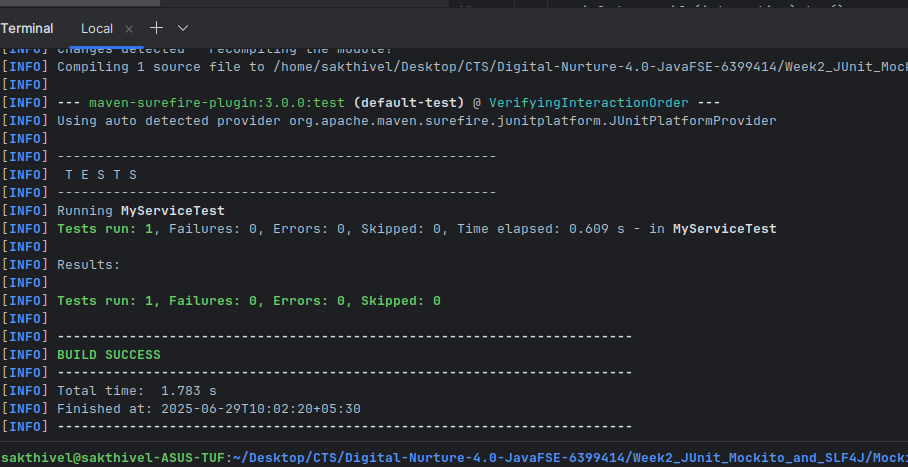 Terminal Local × + ∨
[INFO] Changes detected - recompiling the module!
[INFO] Compiling 1 source file to /home/sakthivel/Desktop/CTS/Digital-Nurture-4.0-JavaFSE-6399414/Week2_JUnit_Mock
[INFO]
[INFO] --- maven-surefire-plugin:3.0.0:test (default-test) @ VerifyingInteractionOrder ---
[INFO] Using auto detected provider org.apache.maven.surefire.junitplatform.JUnitPlatformProvider
[INFO]
[INFO] -------------------------------------------------------
[INFO]  T E S T S
[INFO] -------------------------------------------------------
[INFO] Running MyServiceTest
[INFO] Tests run: 1, Failures: 0, Errors: 0, Skipped: 0, Time elapsed: 0.609 s - in MyServiceTest
[INFO]
[INFO] Results:
[INFO]
[INFO] Tests run: 1, Failures: 0, Errors: 0, Skipped: 0
[INFO]
[INFO] ------------------------------------------------------------------------
[INFO] BUILD SUCCESS
[INFO] ------------------------------------------------------------------------
[INFO] Total time:  1.783 s
[INFO] Finished at: 2025-06-29T10:02:20+05:30
[INFO] ------------------------------------------------------------------------
sakthivel@sakthivel-ASUS-TUF:~/Desktop/CTS/Digital-Nurture-4.0-JavaFSE-6399414/Week2_JUnit_Mockito_and_SLF4J/Mocki